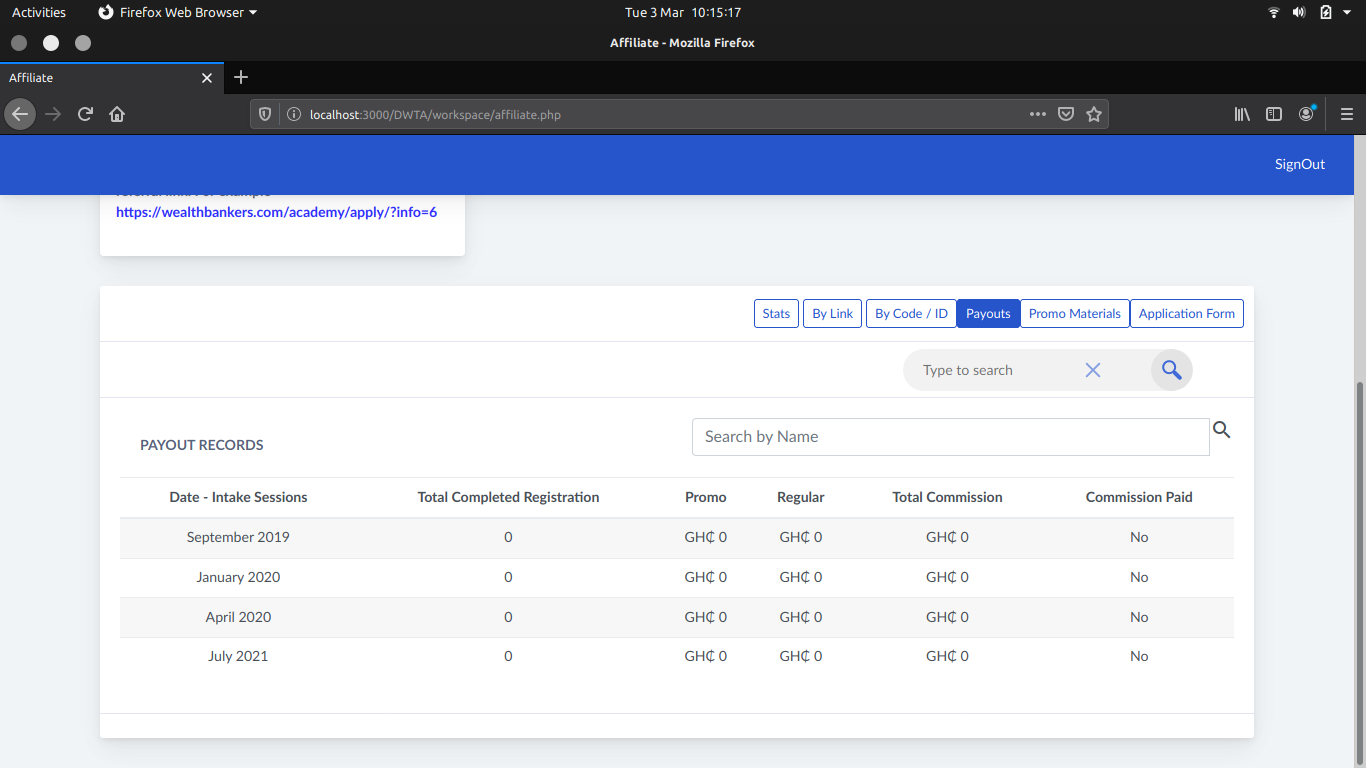 Activities Firefox Web Browser Tue 3 Mar 10:15:17
Affiliate - Mozilla Firefox
Affiliate
localhost:3000/DWTA/workspace/affiliate.php
SignOut
https://wealthbankers.com/academy/apply/?info=6
Stats By Link By Code / ID Payouts Promo Materials Application Form
Type to search
PAYOUT RECORDS Search by Name
Date - Intake Sessions Total Completed Registration Promo Regular Total Commission Commission Paid
September 2019 0 GH₵ 0 GH₵ 0 GH₵ 0 No
January 2020 0 GH₵ 0 GH₵ 0 GH₵ 0 No
April 2020 0 GH₵ 0 GH₵ 0 GH₵ 0 No
July 2021 0 GH₵ 0 GH₵ 0 GH₵ 0 No